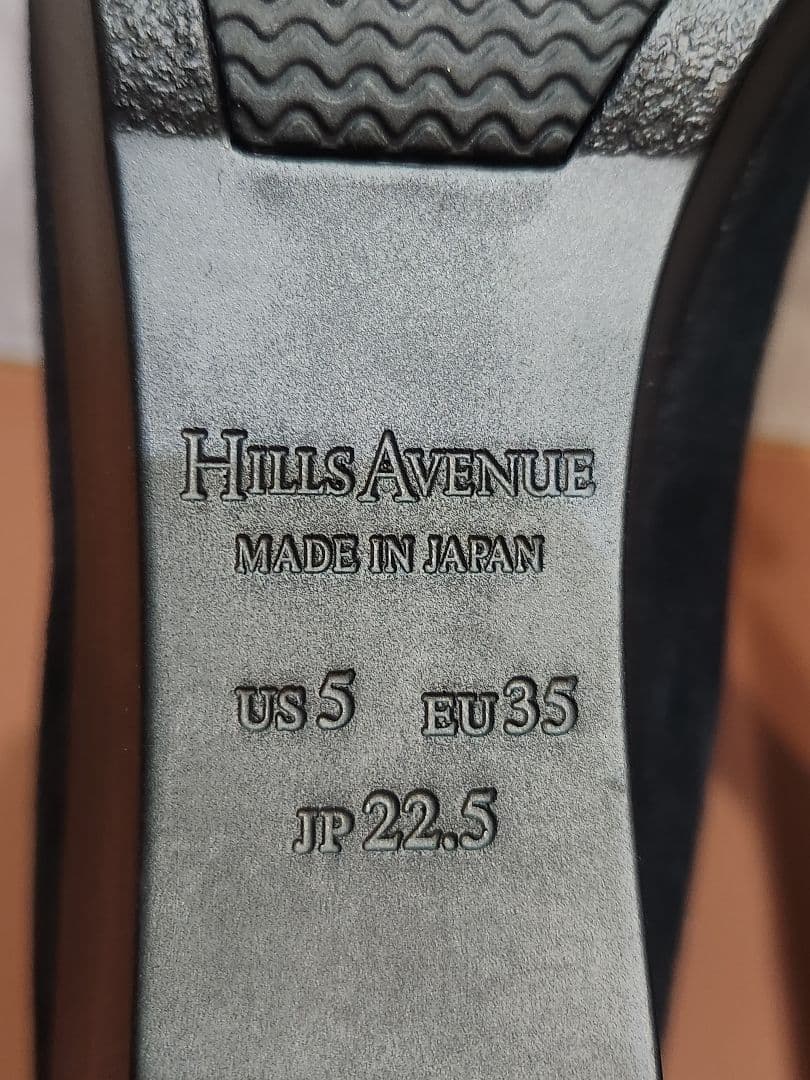 HILLS AVENUE
MADE IN JAPAN
US 5 EU 35
JP 22.5